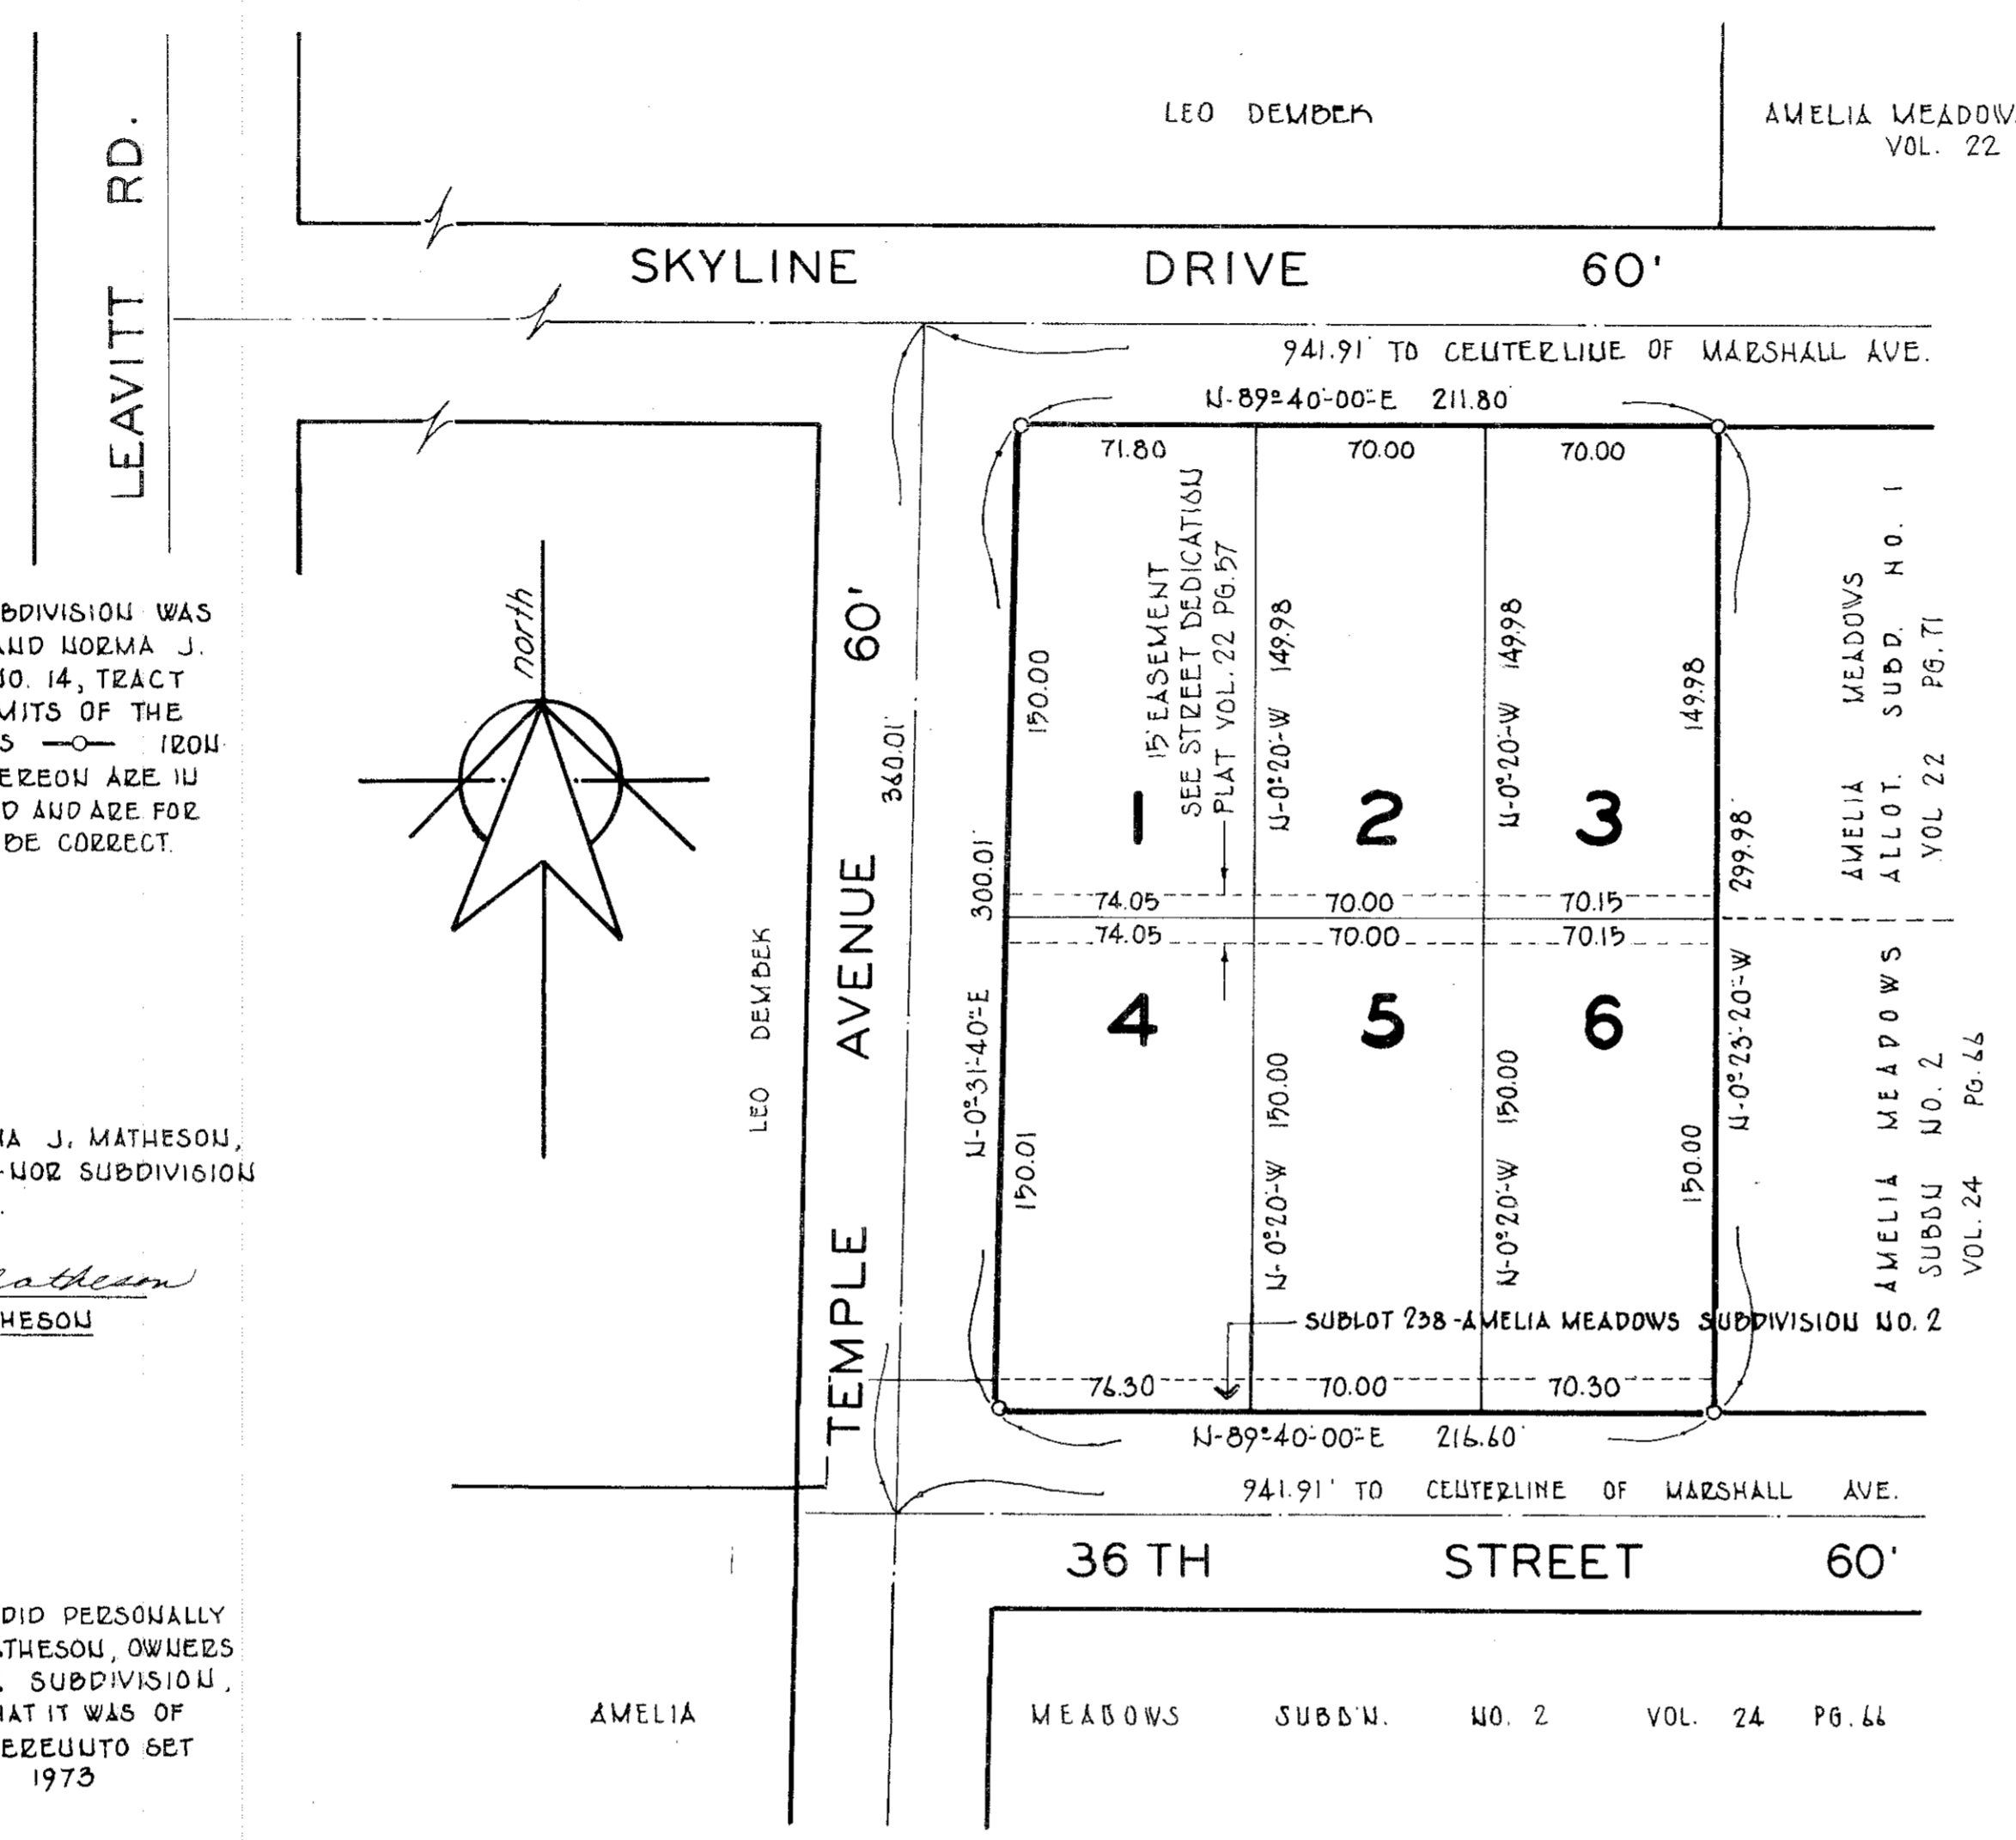 LEAVITT RD.
LEO DEMBEK
AMELIA MEADOW
VOL. 22
SKYLINE DRIVE 60'
941.91' TO CENTERLINE OF MARSHALL AVE.
N-89°-40'-00"-E 211.80'
71.80 70.00 70.00
BDIVISION WAS
AND NORMA J.
NO. 14, TRACT
MITS OF THE
S IRON
EREON ARE IN
D AND ARE FOR
BE CORRECT.
north
LEO DEMBEK
TEMPLE AVENUE 60'
360.01'
N-0°-31'-40"-E 300.01'
150.00
150.01
15' EASEMENT
SEE STREET DEDICATION
PLAT VOL. 22 PG. 57
N-0°-20'-W 149.98
N-0°-20'-W 149.98
149.98
1 2 3
74.05 70.00 70.15
74.05 70.00 70.15
4 5 6
N-0°-20'-W 150.00
N-0°-20'-W 150.00
150.00
N-0°-23'-20"-W 299.98'
AMELIA MEADOWS
ALLOT. SUBD. NO. 1
VOL 22 PG. 71
AMELIA MEADOWS
SUBDN NO. 2
VOL. 24 PG. 66
SUBLOT 238 - AMELIA MEADOWS SUBDIVISION NO. 2
76.30 70.00 70.30
N-89°-40'-00"-E 216.60'
941.91' TO CENTERLINE OF MARSHALL AVE.
36 TH STREET 60'
AMELIA MEADOWS SUBD'N. NO. 2 VOL. 24 PG. 66
A J. MATHESON,
-NOR SUBDIVISION
atheson
HESON
DID PERSONALLY
THESON, OWNERS
SUBDIVISION,
HAT IT WAS OF
EREUNTO SET
1973